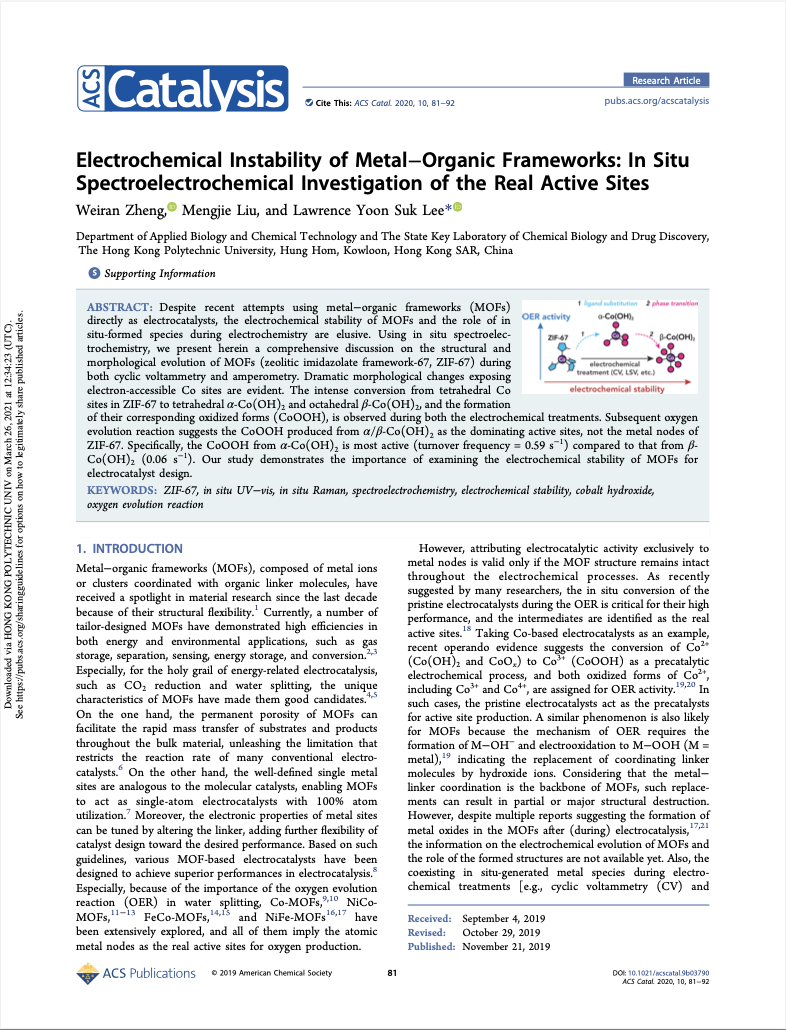 ACS
Catalysis
Research Article
Cite This: ACS Catal. 2020, 10, 81−92
pubs.acs.org/acscatalysis
Electrochemical Instability of Metal−Organic Frameworks: In Situ
Spectroelectrochemical Investigation of the Real Active Sites
Weiran Zheng, Mengjie Liu, and Lawrence Yoon Suk Lee*
Department of Applied Biology and Chemical Technology and The State Key Laboratory of Chemical Biology and Drug Discovery,
The Hong Kong Polytechnic University, Hung Hom, Kowloon, Hong Kong SAR, China
S Supporting Information
ABSTRACT: Despite recent attempts using metal−organic frameworks (MOFs)
directly as electrocatalysts, the electrochemical stability of MOFs and the role of in
situ-formed species during electrochemistry are elusive. Using in situ spectroelec-
trochemistry, we present herein a comprehensive discussion on the structural and
morphological evolution of MOFs (zeolitic imidazolate framework-67, ZIF-67) during
both cyclic voltammetry and amperometry. Dramatic morphological changes exposing
electron-accessible Co sites are evident. The intense conversion from tetrahedral Co
sites in ZIF-67 to tetrahedral α-Co(OH)₂ and octahedral β-Co(OH)₂, and the formation
of their corresponding oxidized forms (CoOOH), is observed during both the electrochemical treatments. Subsequent oxygen
evolution reaction suggests the CoOOH produced from α/β-Co(OH)₂ as the dominating active sites, not the metal nodes of
ZIF-67. Specifically, the CoOOH from α-Co(OH)₂ is most active (turnover frequency = 0.59 s⁻¹) compared to that from β-
Co(OH)₂ (0.06 s⁻¹). Our study demonstrates the importance of examining the electrochemical stability of MOFs for
electrocatalyst design.
1 ligand substitution 2 phase transition
OER activity
α-Co(OH)₂
ZIF-67
1
2
β-Co(OH)₂
electrochemical
treatment (CV, LSV, etc.)
electrochemical stability
KEYWORDS: ZIF-67, in situ UV−vis, in situ Raman, spectroelectrochemistry, electrochemical stability, cobalt hydroxide,
oxygen evolution reaction
1. INTRODUCTION
Metal−organic frameworks (MOFs), composed of metal ions
or clusters coordinated with organic linker molecules, have
received a spotlight in material research since the last decade
because of their structural flexibility.¹ Currently, a number of
tailor-designed MOFs have demonstrated high efficiencies in
both energy and environmental applications, such as gas
storage, separation, sensing, energy storage, and conversion.²,³
Especially, for the holy grail of energy-related electrocatalysis,
such as CO₂ reduction and water splitting, the unique
characteristics of MOFs have made them good candidates.⁴,⁵
On the one hand, the permanent porosity of MOFs can
facilitate the rapid mass transfer of substrates and products
throughout the bulk material, unleashing the limitation that
restricts the reaction rate of many conventional electro-
catalysts.⁶ On the other hand, the well-defined single metal
sites are analogous to the molecular catalysts, enabling MOFs
to act as single-atom electrocatalysts with 100% atom
utilization.⁷ Moreover, the electronic properties of metal sites
can be tuned by altering the linker, adding further flexibility of
catalyst design toward the desired performance. Based on such
guidelines, various MOF-based electrocatalysts have been
designed to achieve superior performances in electrocatalysis.⁸
Especially, because of the importance of the oxygen evolution
reaction (OER) in water splitting, Co-MOFs,⁹,¹⁰ NiCo-
MOFs,¹¹⁻¹³ FeCo-MOFs,¹⁴,¹⁵ and NiFe-MOFs¹⁶,¹⁷ have
been extensively explored, and all of them imply the atomic
metal nodes as the real active sites for oxygen production.
However, attributing electrocatalytic activity exclusively to
metal nodes is valid only if the MOF structure remains intact
throughout the electrochemical processes. As recently
suggested by many researchers, the in situ conversion of the
pristine electrocatalysts during the OER is critical for their high
performance, and the intermediates are identified as the real
active sites.¹⁸ Taking Co-based electrocatalysts as an example,
recent operando evidence suggests the conversion of Co²⁺
(Co(OH)₂ and CoOₓ) to Co³⁺ (CoOOH) as a precatalytic
electrochemical process, and both oxidized forms of Co²⁺,
including Co³⁺ and Co⁴⁺, are assigned for OER activity.¹⁹,²⁰ In
such cases, the pristine electrocatalysts act as the precatalysts
for active site production. A similar phenomenon is also likely
for MOFs because the mechanism of OER requires the
formation of M−OH⁻ and electrooxidation to M−OOH (M =
metal),¹⁹ indicating the replacement of coordinating linker
molecules by hydroxide ions. Considering that the metal−
linker coordination is the backbone of MOFs, such replace-
ments can result in partial or major structural destruction.
However, despite multiple reports suggesting the formation of
metal oxides in the MOFs after (during) electrocatalysis,¹⁷,²¹
the information on the electrochemical evolution of MOFs and
the role of the formed structures are not available yet. Also, the
coexisting in situ-generated metal species during electro-
chemical treatments [e.g., cyclic voltammetry (CV) and
Received: September 4, 2019
Revised: October 29, 2019
Published: November 21, 2019
ACS Publications
© 2019 American Chemical Society
81
DOI: 10.1021/acscatal.9b03790
ACS Catal. 2020, 10, 81−92
Downloaded via HONG KONG POLYTECHNIC UNIV on March 26, 2021 at 12:34:23 (UTC).
See https://pubs.acs.org/sharingguidelines for options on how to legitimately share published articles.